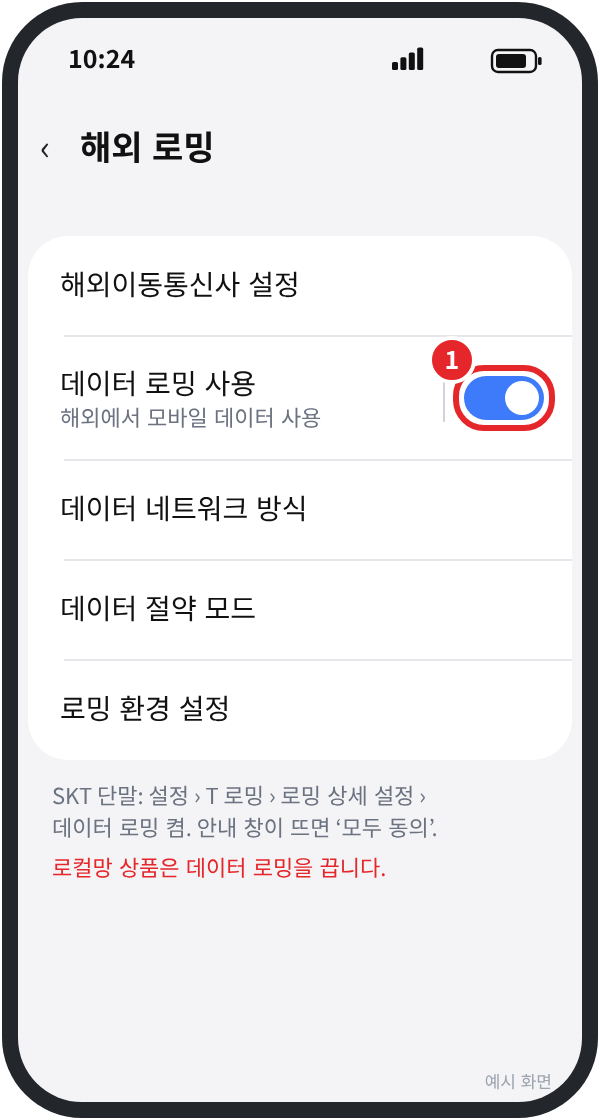 10:24
‹ 해외 로밍
해외이동통신사 설정
1
데이터 로밍 사용
해외에서 모바일 데이터 사용
데이터 네트워크 방식
데이터 절약 모드
로밍 환경 설정
SKT 단말: 설정 › T 로밍 › 로밍 상세 설정 ›
데이터 로밍 켬. 안내 창이 뜨면 ‘모두 동의’.
로컬망 상품은 데이터 로밍을 끕니다.
예시 화면